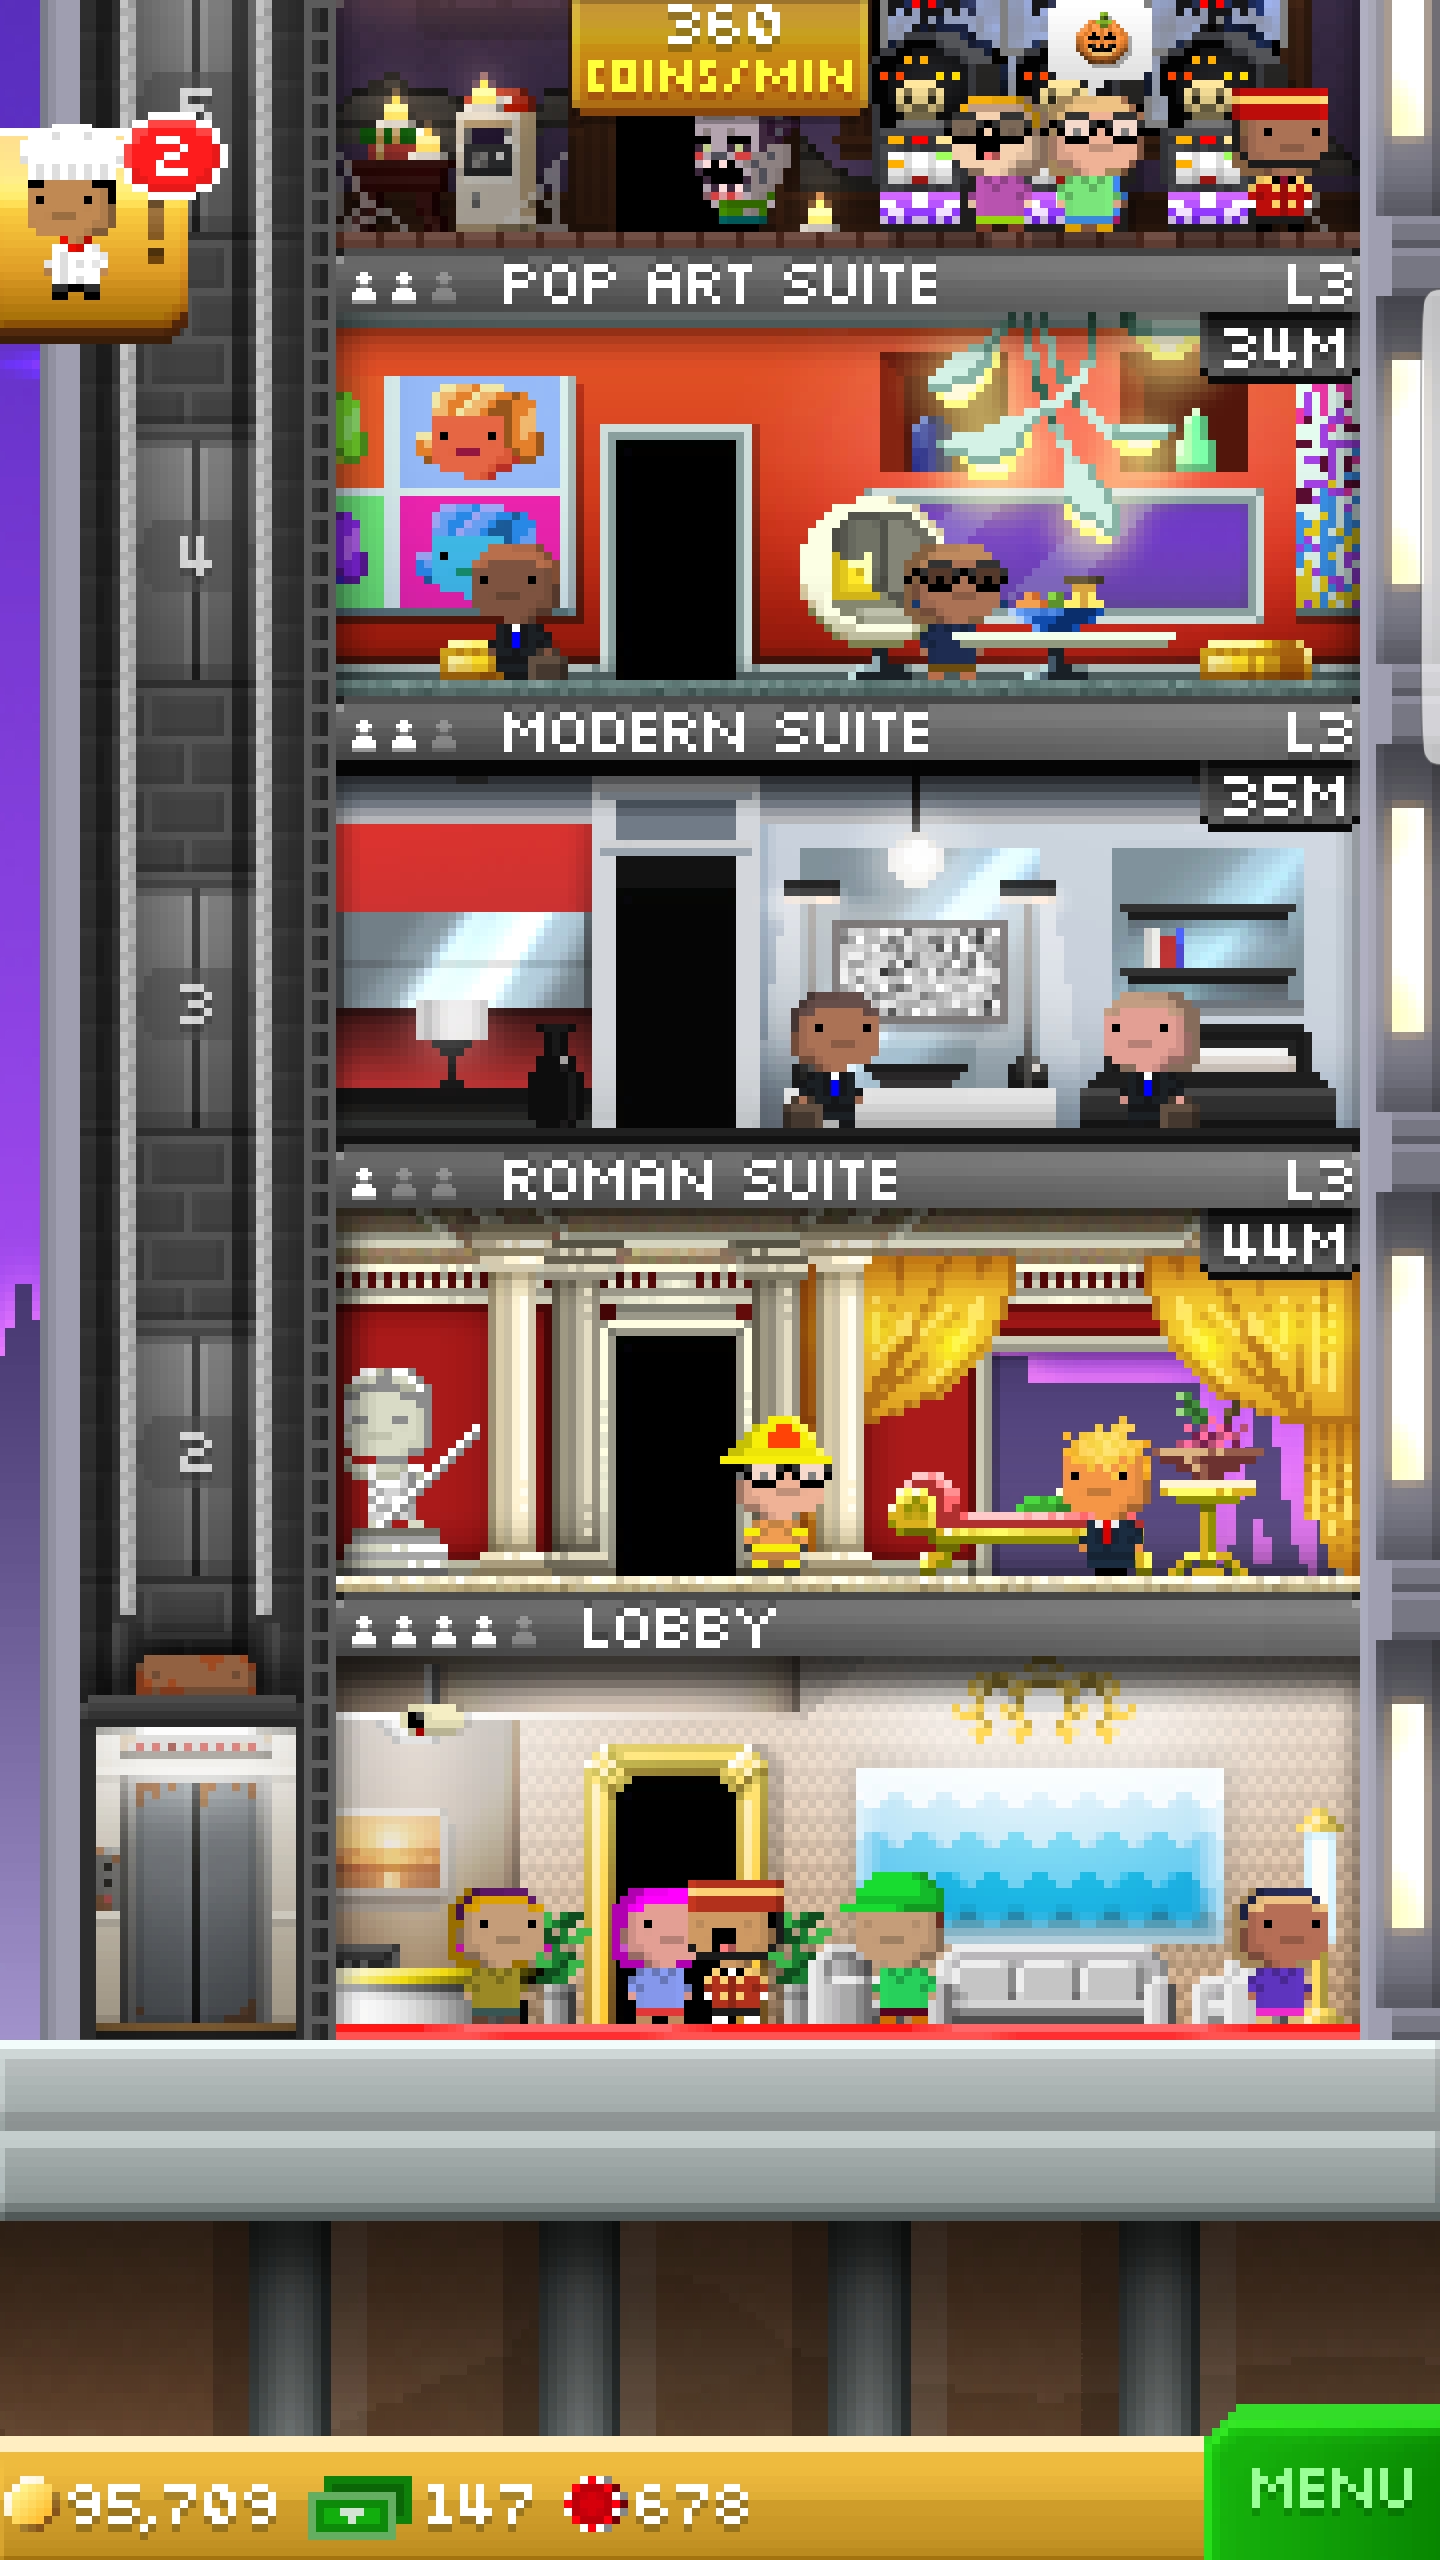 360
COINS/MIN
5
2
POP ART SUITE L3
34M
4
MODERN SUITE L3
35M
3
ROMAN SUITE L3
44M
2
LOBBY
95,709 147 678
MENU